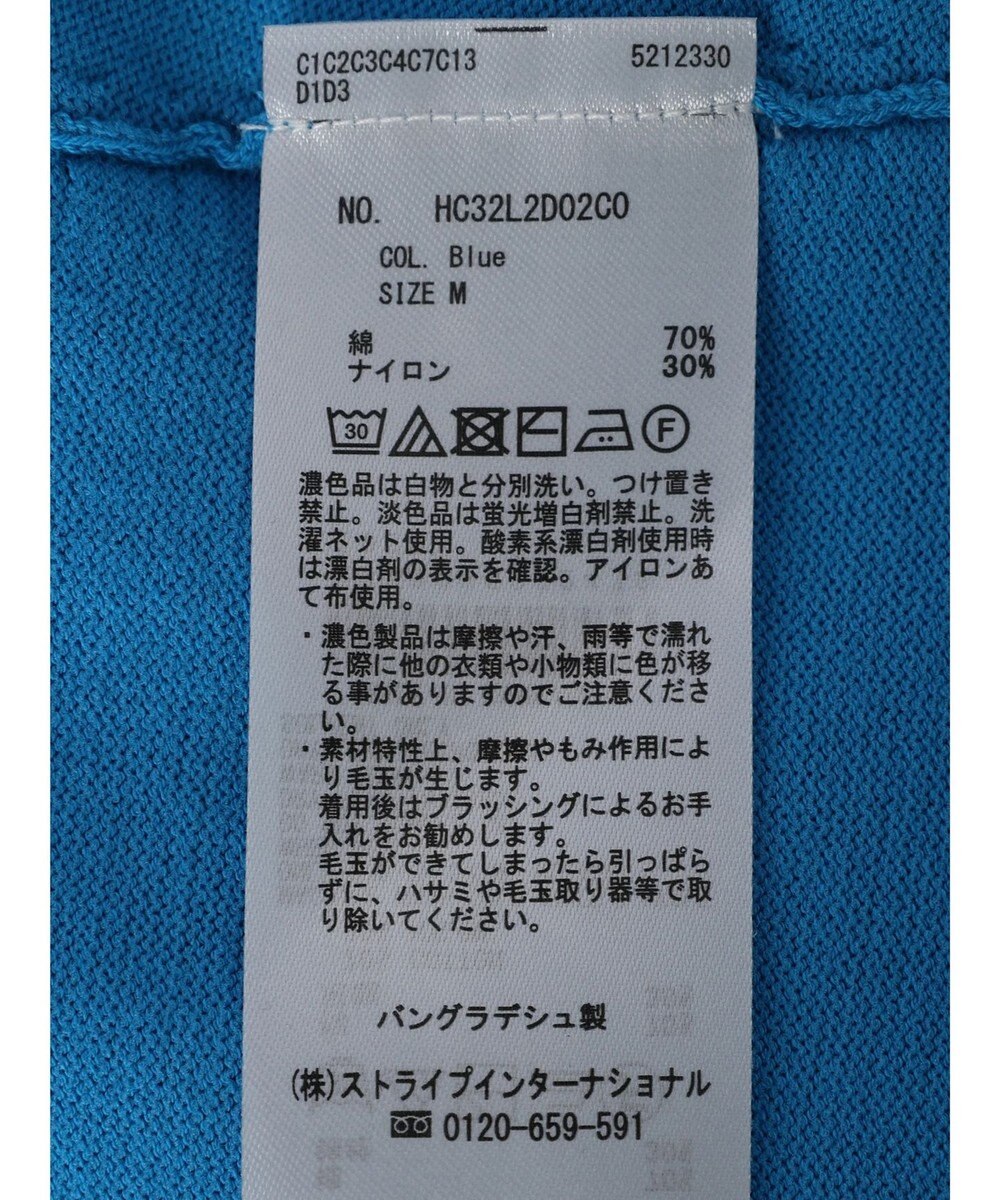 C1C2C3C4C7C13 5212330
D1D3
NO. HC32L2D02C0
COL. Blue
SIZE M
綿 70%
ナイロン 30%
30 F
濃色品は白物と分別洗い。つけ置き
禁止。淡色品は蛍光増白剤禁止。洗
濯ネット使用。酸素系漂白剤使用時
は漂白剤の表示を確認。アイロンあ
て布使用。
・濃色製品は摩擦や汗、雨等で濡れ
た際に他の衣類や小物類に色が移
る事がありますのでご注意くださ
い。
・素材特性上、摩擦やもみ作用によ
り毛玉が生じます。
着用後はブラッシングによるお手
入れをお勧めします。
毛玉ができてしまったら引っぱら
ずに、ハサミや毛玉取り器等で取
り除いてください。
バングラデシュ製
(株)ストライプインターナショナル
0120-659-591